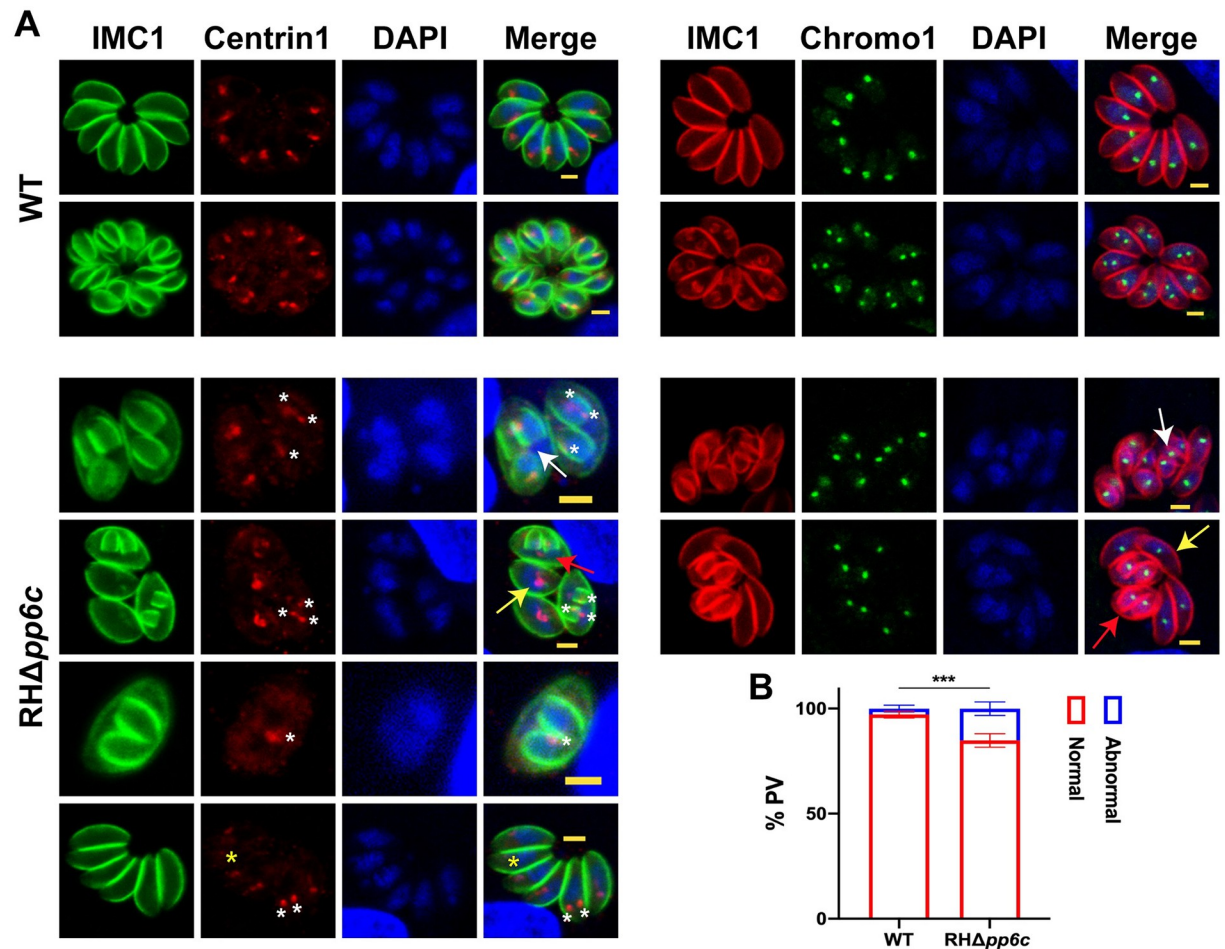 A
IMC1 Centrin1 DAPI Merge
IMC1 Chromo1 DAPI Merge
WT
RHΔpp6c
* * *
* * *
* * *
* * *
*
*
* * *
* * *
B
***
100
50
0
% PV
WT RHΔpp6c
Normal
Abnormal